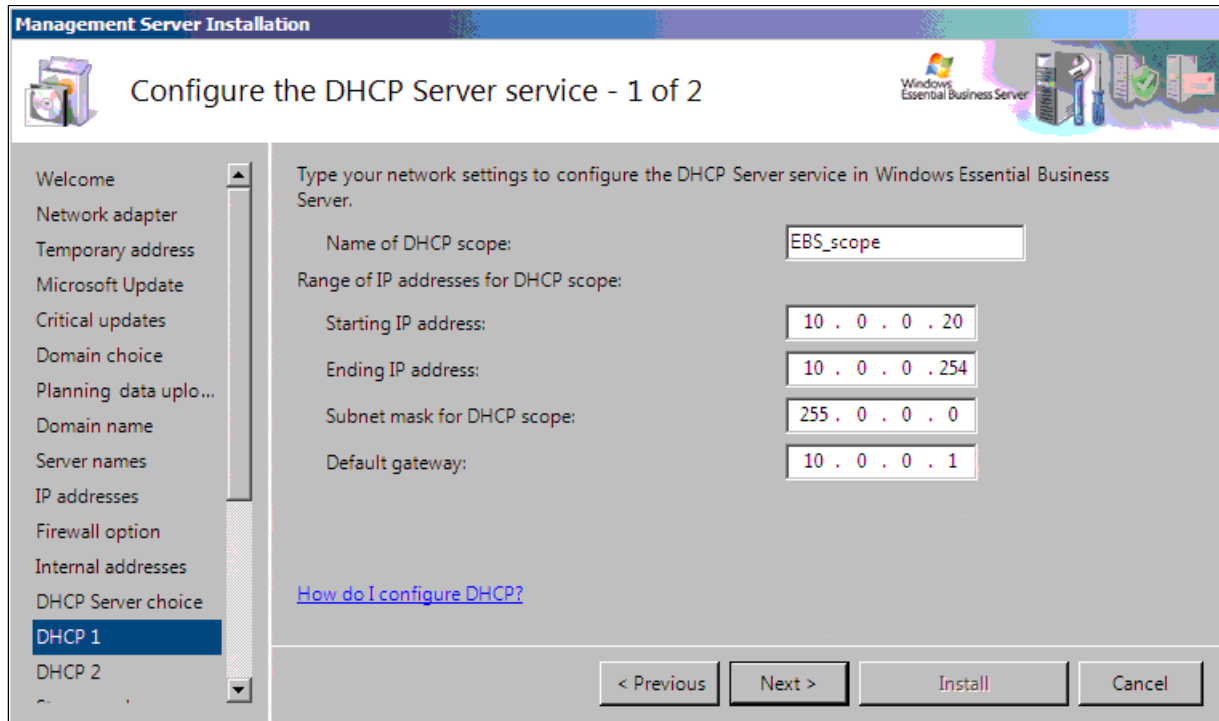 Management Server Installation
Configure the DHCP Server service - 1 of 2
Windows
Essential Business Server
Welcome
Network adapter
Temporary address
Microsoft Update
Critical updates
Domain choice
Planning data uplo...
Domain name
Server names
IP addresses
Firewall option
Internal addresses
DHCP Server choice
DHCP 1
DHCP 2
Type your network settings to configure the DHCP Server service in Windows Essential Business
Server.
Name of DHCP scope: EBS_scope
Range of IP addresses for DHCP scope:
Starting IP address: 10 . 0 . 0 . 20
Ending IP address: 10 . 0 . 0 . 254
Subnet mask for DHCP scope: 255 . 0 . 0 . 0
Default gateway: 10 . 0 . 0 . 1
How do I configure DHCP?
< Previous Next > Install Cancel